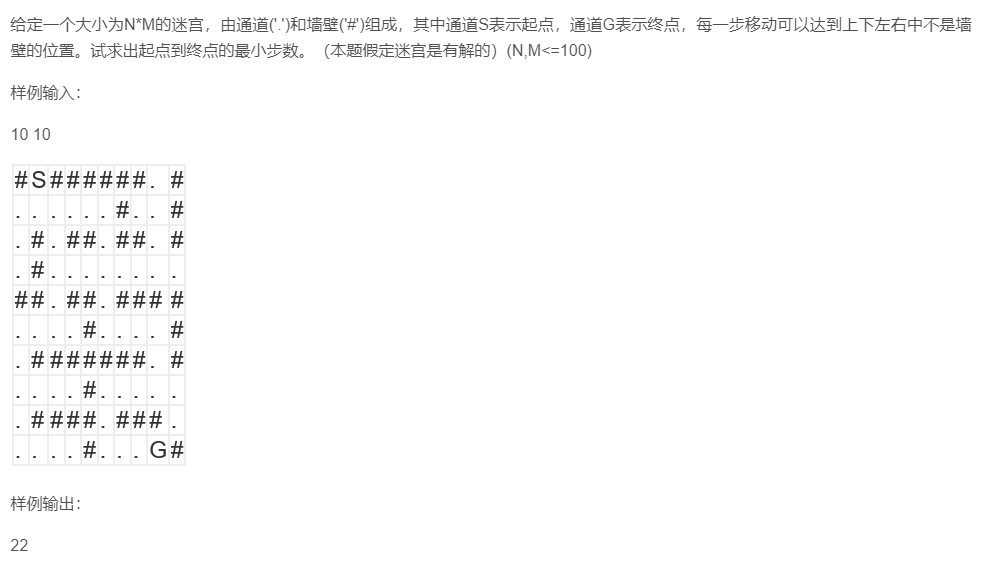 给定一个大小为N*M的迷宫，由通道('.')和墙壁('#')组成，其中通道S表示起点，通道G表示终点，每一步移动可以达到上下左右中不是墙
壁的位置。试求出起点到终点的最小步数。（本题假定迷宫是有解的）(N,M<=100)
样例输入：
10 10
#S######.#
......#..#
.#.##.##.#
.#........
##.##.####
....#....#
.#######.#
....#.....
.####.###.
....#...G#
样例输出：
22